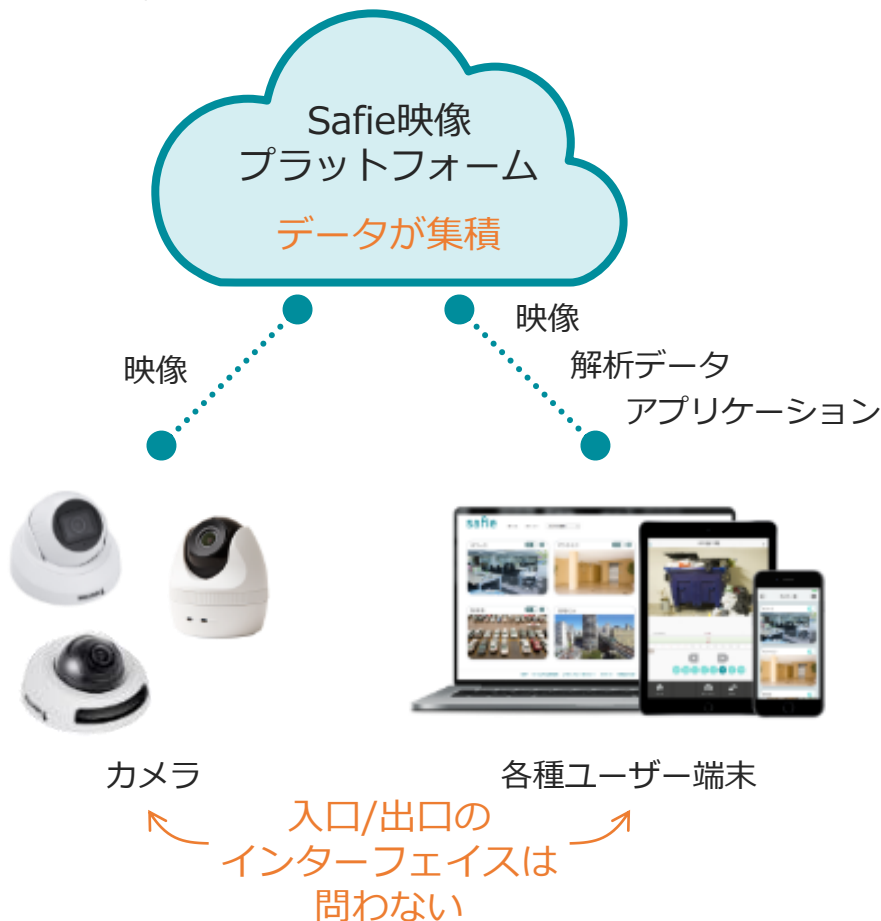 Safie映像
プラットフォーム
データが集積
映像
映像
解析データ
アプリケーション
safie
カメラ
各種ユーザー端末
入口/出口の
インターフェイスは
問わない